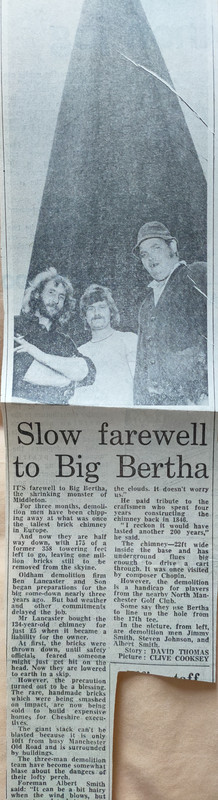 Slow farewell
to Big Bertha
IT'S farewell to Big Bertha,
the shrinking monster of
Middleton.
For three months, demoli-
tion men have been chipp-
ing away at what was once
the tallest brick chimney
in Europe.
And now they are half
way down, with 175 of a
former 358 towering feet
left to go, leaving one mil-
lion bricks still to be
removed from the skyline.
Oldham demolition firm
Ben Lancaster and Son
began preparations for the
big come-down nearly three
years ago. But bad weather
and other commitments
delayed the job.
Mr Lancaster bought the
134-year-old chimney for
just £5 when it became a
liability for the owner.
At first, the bricks were
thrown down, until safety
officials feared someone
might just get hit on the
head. Now they are lowered
to earth in a skip.
However, the precaution
turned out to be a blessing.
The rare, handmade bricks
which were being smashed
on impact, are now being
sold to build expensive
homes for Cheshire execu-
tives.
The giant stack can't be
blasted because it is only
10ft from busy Manchester
Old Road and is surrounded
by buildings.
The three-man demolition
team have become somewhat
blase about the dangers of
their lofty perch.
Foreman Albert Smith
said: "It can be a bit hairy
when the wind blows, but
the clouds. It doesn't worry
us."
He paid tribute to the
craftsmen who spent four
years constructing the
chimney back in 1846.
"I reckon it would have
lasted another 200 years,"
he said.
The chimney—22ft wide
inside the base and has
underground flues big
enough to drive a cart
through. It was once visited
by composer Chopin.
However, the demolition
is a handicap for players
from the nearby North Man-
chester Golf Club.
Some say they use Bertha
to line up the hole from
the 17th tee.
In the picture, from left,
are demolition men Jimmy
Smith, Steven Johnson, and
Albert Smith.
Story: DAVID THOMAS
Picture: CLIVE COOKSEY